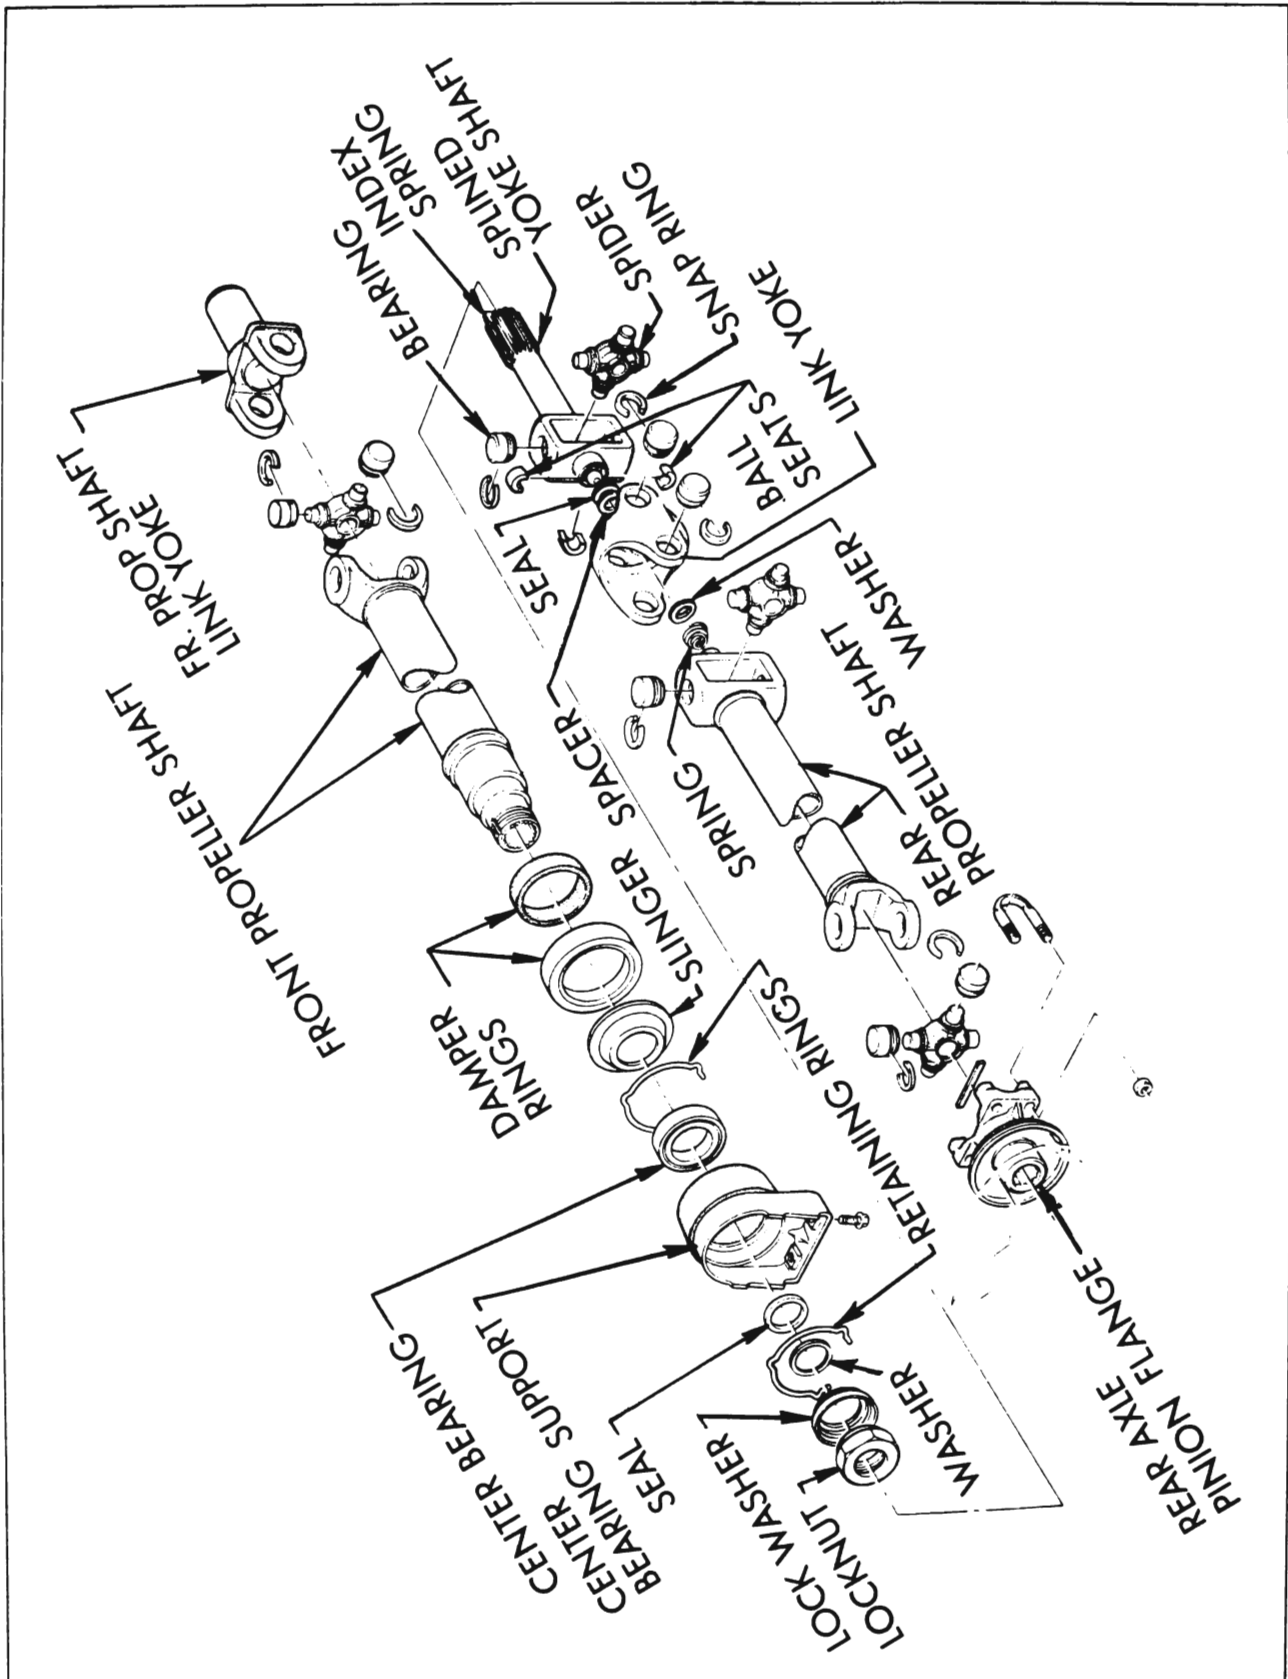 FR. PROP SHAFT
LINK YOKE
FRONT PROPELLER SHAFT
BEARING
INDEX
SPRING
SPLINED
YOKE SHAFT
SPIDER
SNAP RING
BALL
SEATS
LINK YOKE
SEAL
SPACER
WASHER
SPRING
REAR
PROPELLER SHAFT
DAMPER
RINGS
SLINGER
RETAINING RINGS
CENTER BEARING
CENTER
BEARING SUPPORT
SEAL
LOCK WASHER
LOCKNUT
WASHER
REAR AXLE
PINION FLANGE